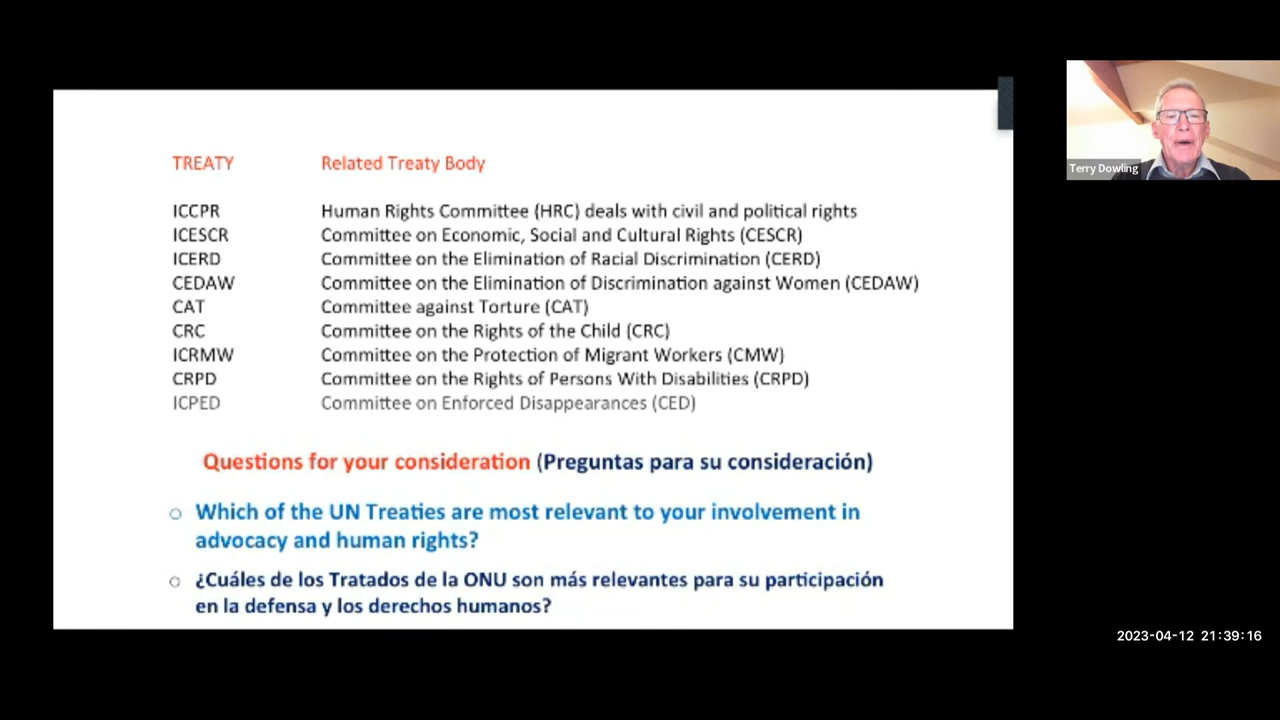 TREATY Related Treaty Body
ICCPR Human Rights Committee (HRC) deals with civil and political rights
ICESCR Committee on Economic, Social and Cultural Rights (CESCR)
ICERD Committee on the Elimination of Racial Discrimination (CERD)
CEDAW Committee on the Elimination of Discrimination against Women (CEDAW)
CAT Committee against Torture (CAT)
CRC Committee on the Rights of the Child (CRC)
ICRMW Committee on the Protection of Migrant Workers (CMW)
CRPD Committee on the Rights of Persons With Disabilities (CRPD)
ICPED Committee on Enforced Disappearances (CED)
Questions for your consideration (Preguntas para su consideración)
○ Which of the UN Treaties are most relevant to your involvement in
advocacy and human rights?
○ ¿Cuáles de los Tratados de la ONU son más relevantes para su participación
en la defensa y los derechos humanos?
Terry Dowling
2023-04-12 21:39:16